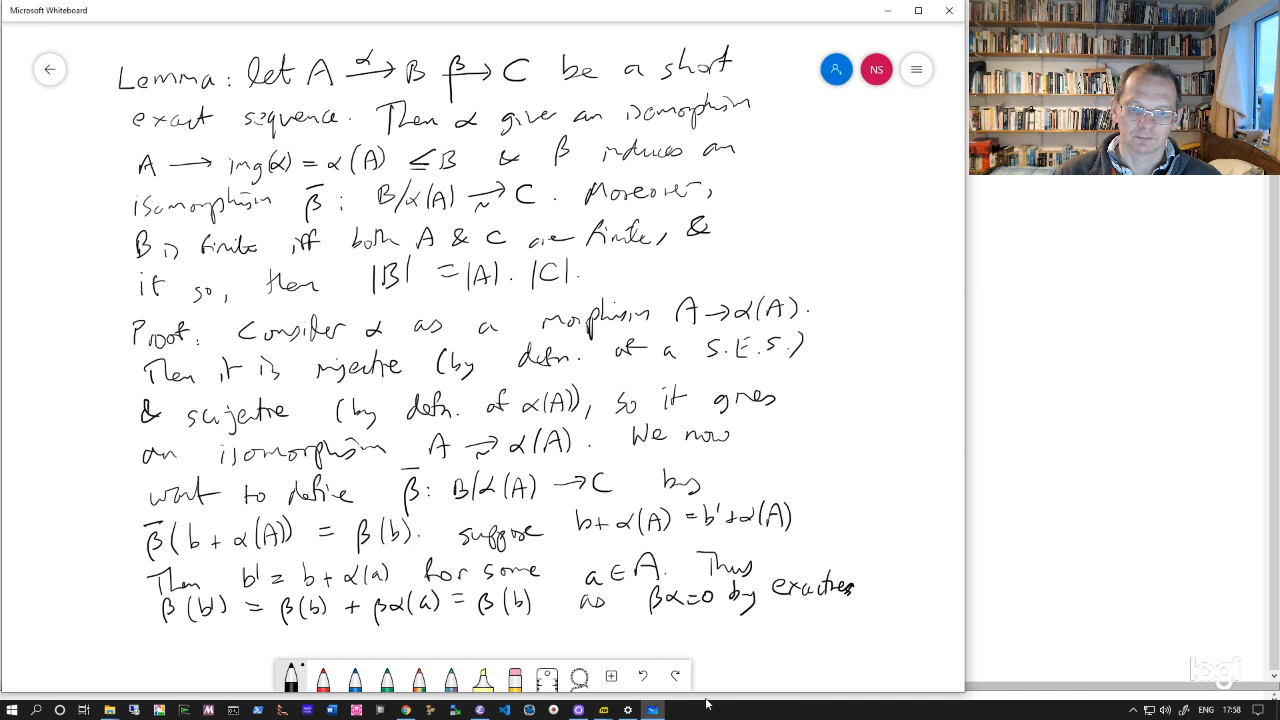 Microsoft Whiteboard
NS
Lemma: let A →α B →β C be a short
exact sequence. Then α give an isomorphism
A → img(α) = α(A) ≤ B & β induces an
isomorphism β̄ : B/α(A) →~ C. Moreover,
B is finite iff both A & C are finite, &
if so, then |B| = |A|.|C|.
Proof: Consider α as a morphism A → α(A).
Then it is injective (by defn. of a S.E.S.)
& surjective (by defn. of α(A)), so it gives
an isomorphism A →~ α(A). We now
want to define β̄: B/α(A) → C by
β̄(b + α(A)) = β(b). Suppose b + α(A) = b' + α(A)
Then b' = b + α(a) for some a ∈ A. Thus
β(b') = β(b) + βα(a) = β(b) as βα=0 by exactness
logi
ENG
17:58